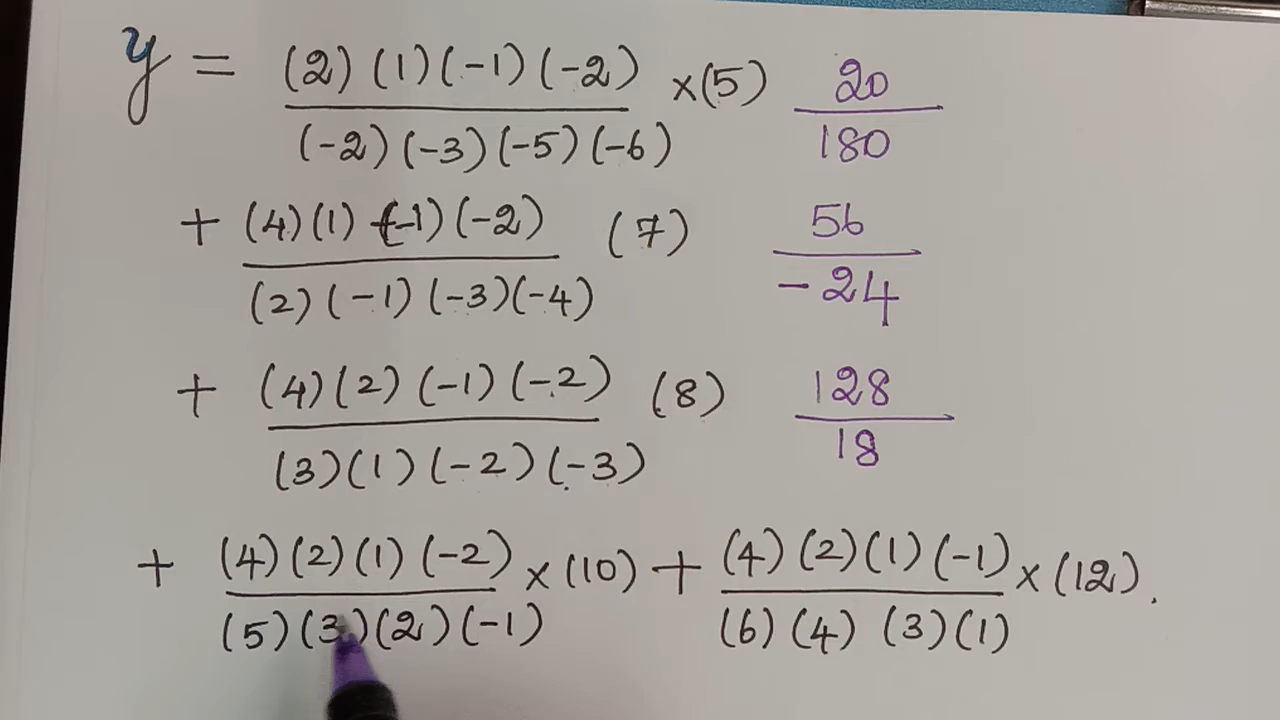 y = (2)(1)(-1)(-2) ×(5) 20
(-2)(-3)(-5)(-6) 180
+ (4)(1)(-1)(-2) (7) 56
(2)(-1)(-3)(-4) -24
+ (4)(2)(-1)(-2) (8) 128
(3)(1)(-2)(-3) 18
+ (4)(2)(1)(-2) ×(10) + (4)(2)(1)(-1) ×(12).
(5)(3)(2)(-1) (6)(4)(3)(1)